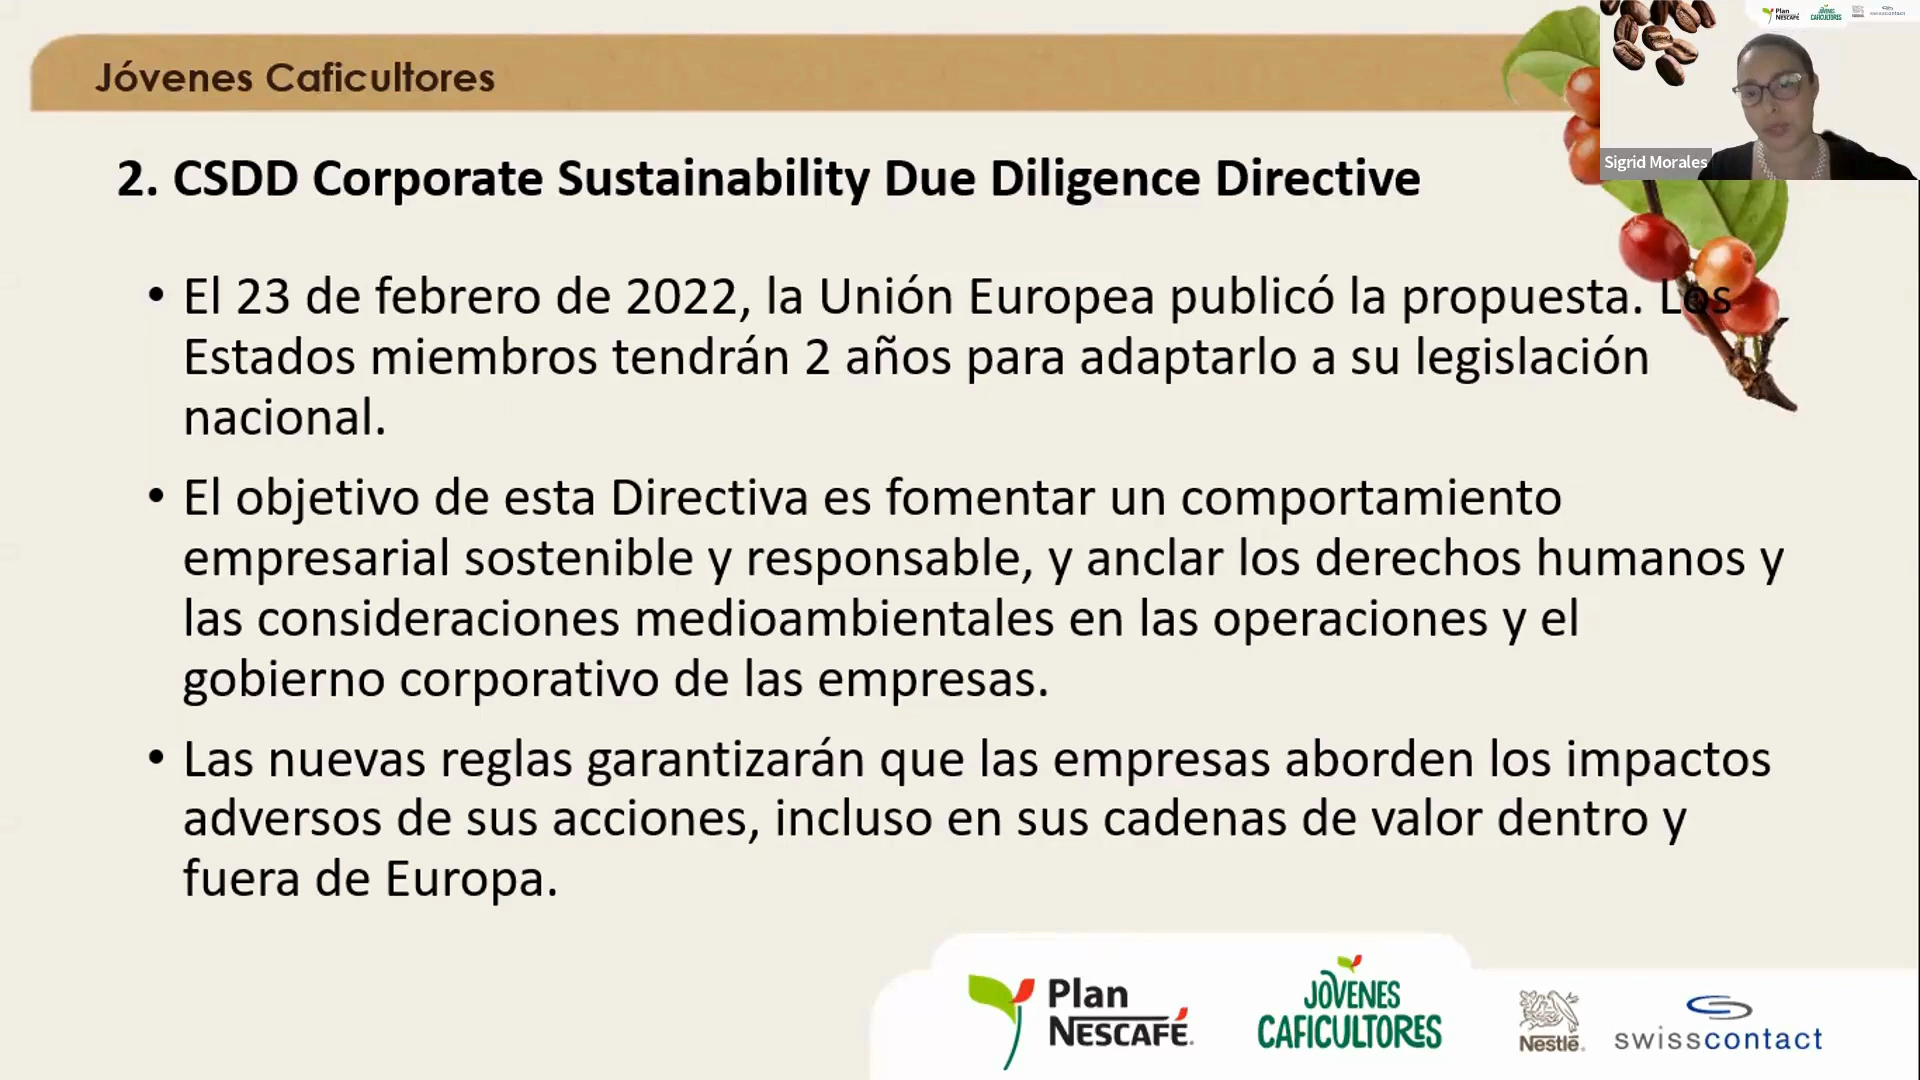 Jóvenes Caficultores
Sigrid Morales
2. CSDD Corporate Sustainability Due Diligence Directive
• El 23 de febrero de 2022, la Unión Europea publicó la propuesta. Los
Estados miembros tendrán 2 años para adaptarlo a su legislación
nacional.
• El objetivo de esta Directiva es fomentar un comportamiento
empresarial sostenible y responsable, y anclar los derechos humanos y
las consideraciones medioambientales en las operaciones y el
gobierno corporativo de las empresas.
• Las nuevas reglas garantizarán que las empresas aborden los impactos
adversos de sus acciones, incluso en sus cadenas de valor dentro y
fuera de Europa.
Plan
NESCAFÉ.
JÓVENES
CAFICULTORES
Nestlé
swisscontact